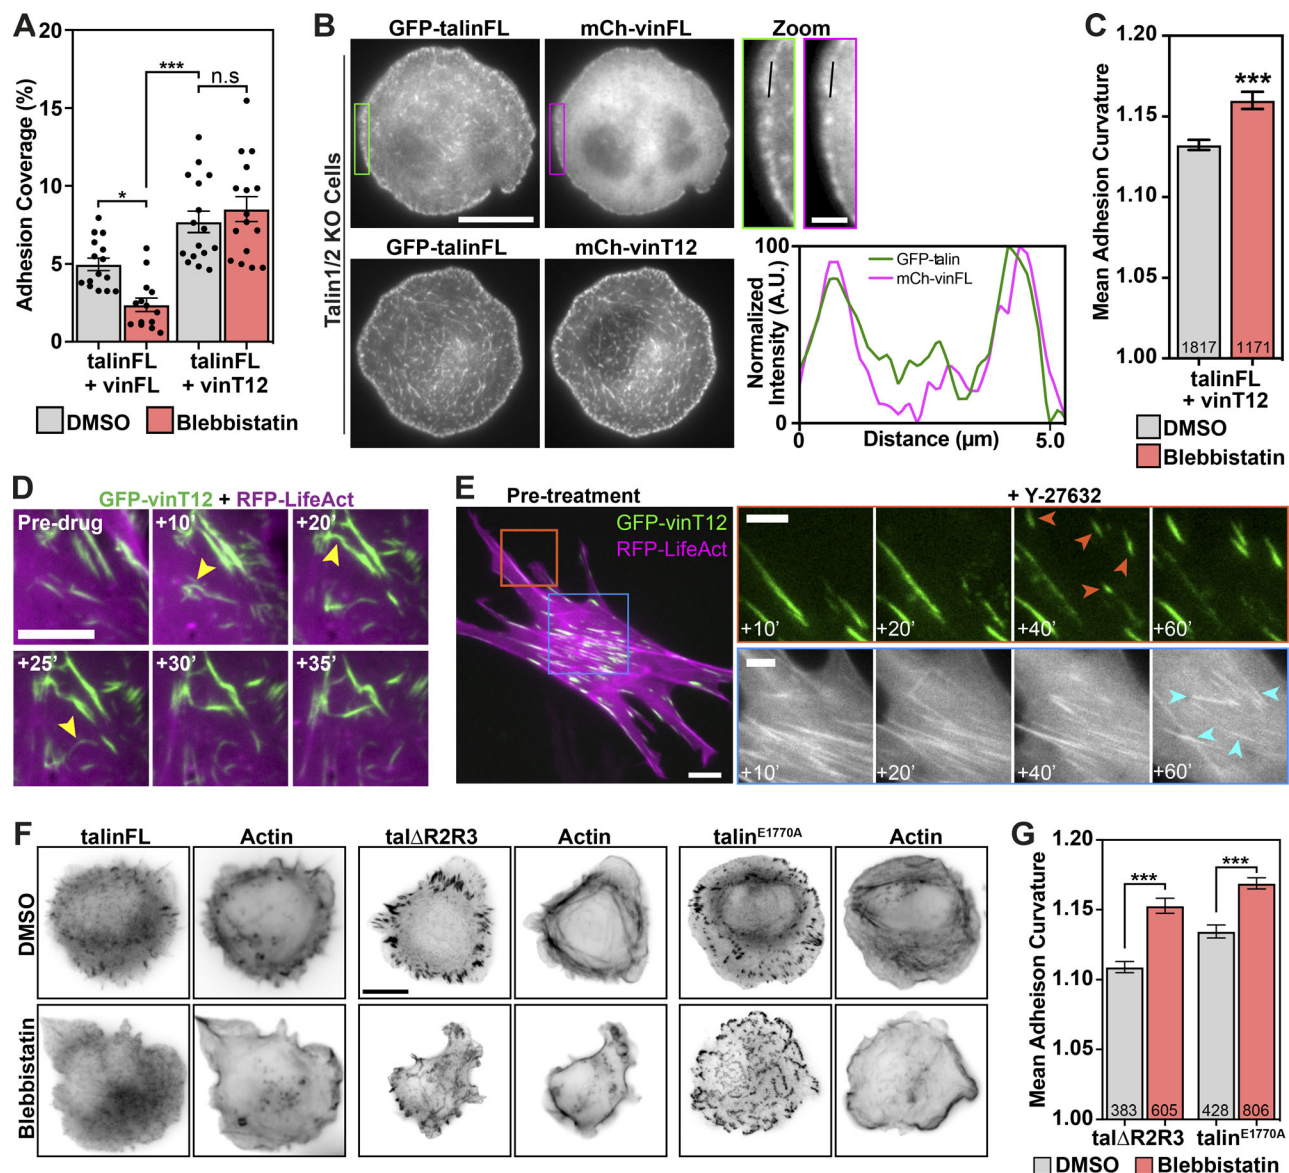 A
20
15
10
5
0
Adhesion Coverage (%)
***
n.s
*
talinFL
+ vinFL
talinFL
+ vinT12
DMSO
Blebbistatin
B
GFP-talinFL
mCh-vinFL
Zoom
Talin1/2 KO Cells
GFP-talinFL
mCh-vinT12
100
GFP-talin
mCh-vinFL
Normalized
Intensity (A.U.)
0
0
Distance (µm)
5.0
C
1.20
1.15
1.10
1.05
1.00
Mean Adhesion Curvature
***
1817
1171
talinFL
+ vinT12
DMSO
Blebbistatin
D
GFP-vinT12 + RFP-LifeAct
Pre-drug
+10’
+20’
+25’
+30’
+35’
E
Pre-treatment
+ Y-27632
GFP-vinT12
RFP-LifeAct
+10’
+20’
+40’
+60’
+10’
+20’
+40’
+60’
F
talinFL
Actin
tal∆R2R3
Actin
talinE1770A
Actin
DMSO
Blebbistatin
G
1.20
1.15
1.10
1.05
1.00
Mean Adheison Curvature
***
***
383
605
428
806
tal∆R2R3
talinE1770A
DMSO
Blebbistatin